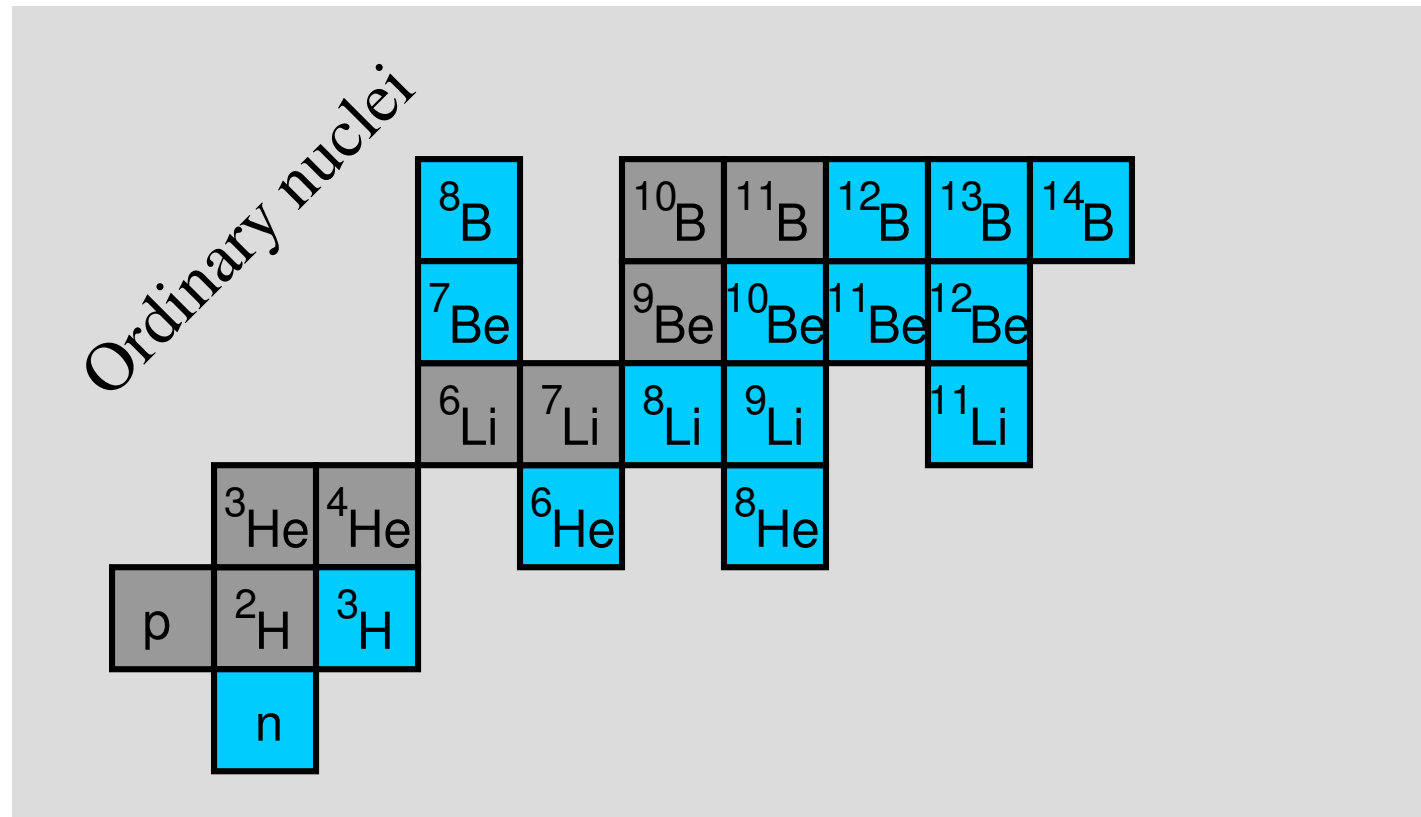 Ordinary nuclei
⁸B ¹⁰B ¹¹B ¹²B ¹³B ¹⁴B
⁷Be ⁹Be ¹⁰Be ¹¹Be ¹²Be
⁶Li ⁷Li ⁸Li ⁹Li ¹¹Li
³He ⁴He ⁶He ⁸He
p ²H ³H
n